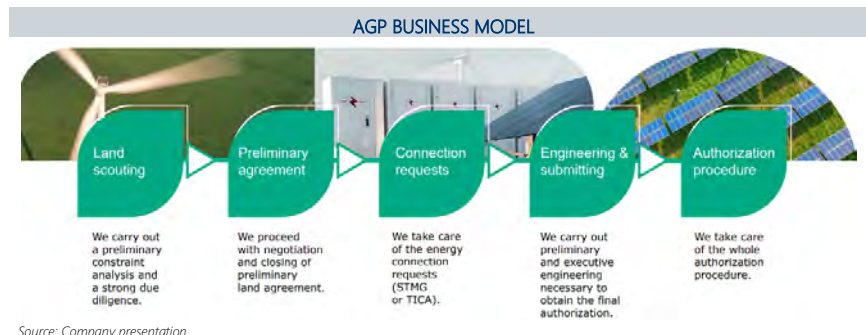 AGP BUSINESS MODEL
Land
scouting
Preliminary
agreement
Connection
requests
Engineering &
submitting
Authorization
procedure
We carry out
a preliminary
constraint
analysis and
a strong due
diligence.
We proceed
with negotiation
and closing of
preliminary
land agreement.
We take care
of the energy
connection
requests
(STMG
or TICA).
We carry out
preliminary
and executive
engineering
necessary to
obtain the final
authorization.
We take care
of the whole
authorization
procedure.
Source: Company presentation